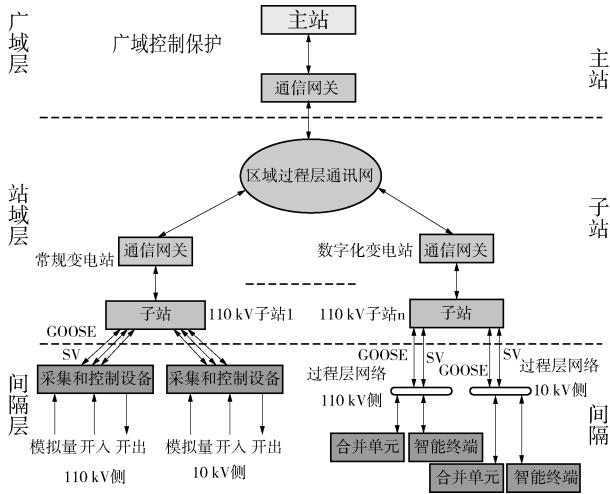 广域层
主站
广域控制保护
通信网关
主站
区域过程层通讯网
站域层
子站
常规变电站
通信网关
数字化变电站
通信网关
子站
110 kV子站1
110 kV子站n
子站
GOOSE
SV
GOOSE
SV
GOOSE
SV
间隔层
采集和控制设备
采集和控制设备
过程层网络
110 kV侧
过程层网络
10 kV侧
间隔
模拟量 开入 开出
模拟量 开入 开出
110 kV侧
10 kV侧
合并单元
智能终端
合并单元
智能终端